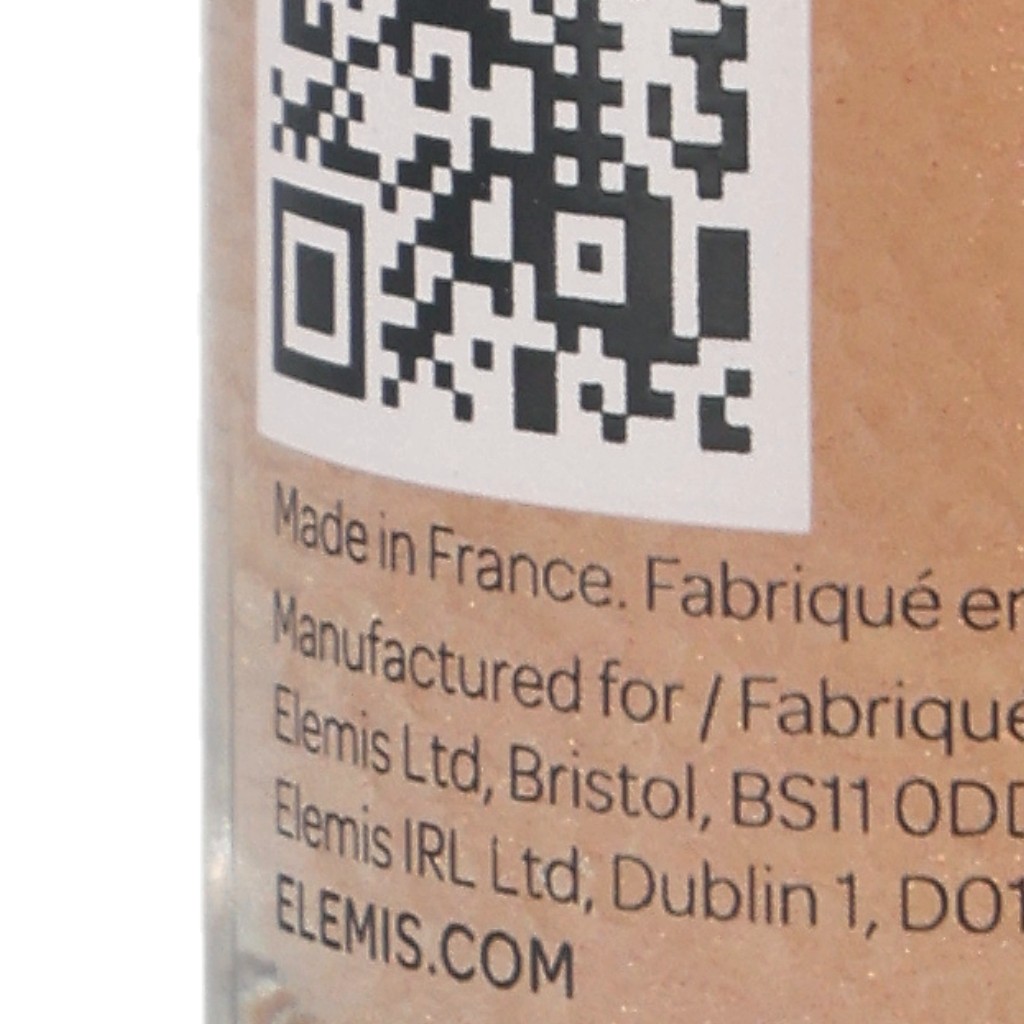 Made in France. Fabriqué en
Manufactured for / Fabriqué
Elemis Ltd, Bristol, BS11 0DD
Elemis IRL Ltd, Dublin 1, D01
ELEMIS.COM